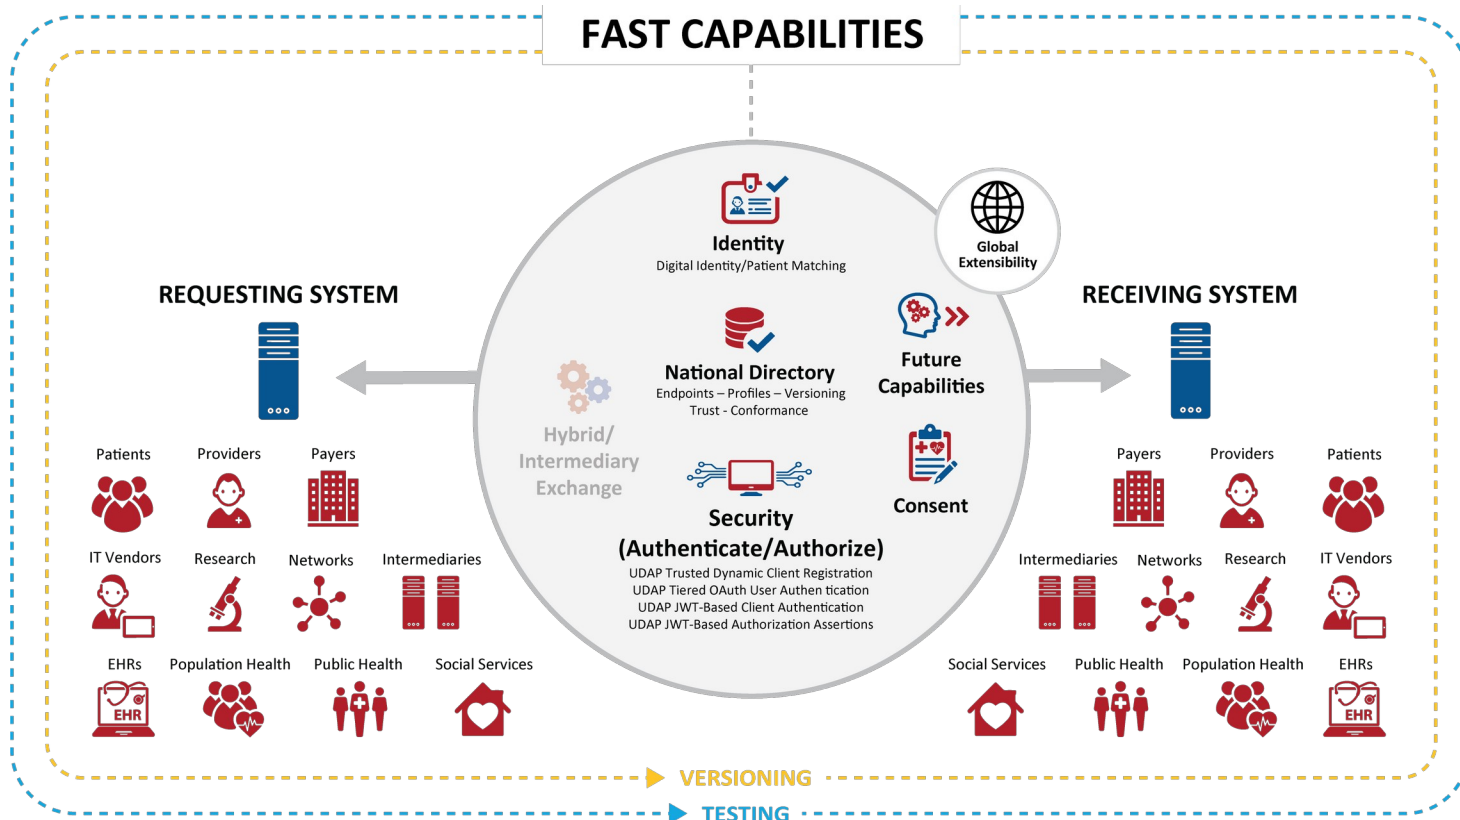 FAST CAPABILITIES
Identity
Digital Identity/Patient Matching
Global
Extensibility
REQUESTING SYSTEM
National Directory
Endpoints – Profiles – Versioning
Trust - Conformance
Future
Capabilities
Hybrid/
Intermediary
Exchange
Consent
Security
(Authenticate/Authorize)
UDAP Trusted Dynamic Client Registration
UDAP Tiered OAuth User Authen tication
UDAP JWT-Based Client Authentication
UDAP JWT-Based Authorization Assertions
RECEIVING SYSTEM
Patients
Providers
Payers
IT Vendors
Research
Networks
Intermediaries
EHRs
Population Health
Public Health
Social Services
EHR
Payers
Providers
Patients
Intermediaries
Networks
Research
IT Vendors
Social Services
Public Health
Population Health
EHRs
EHR
VERSIONING
TESTING